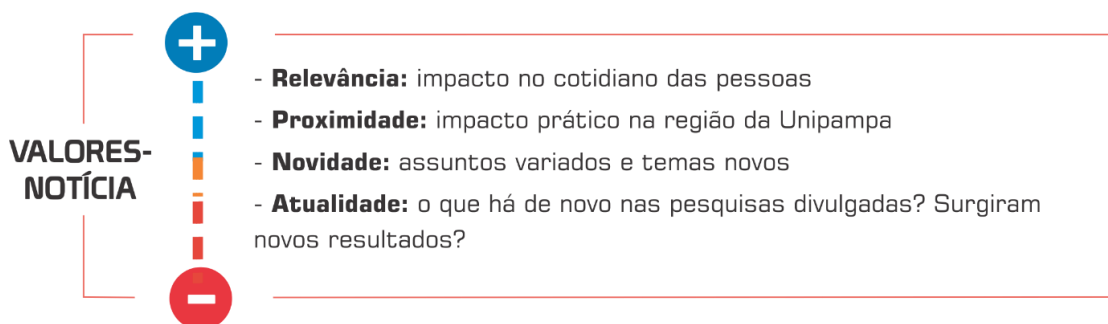 VALORES-
NOTÍCIA
- Relevância: impacto no cotidiano das pessoas
- Proximidade: impacto prático na região da Unipampa
- Novidade: assuntos variados e temas novos
- Atualidade: o que há de novo nas pesquisas divulgadas? Surgiram
novos resultados?